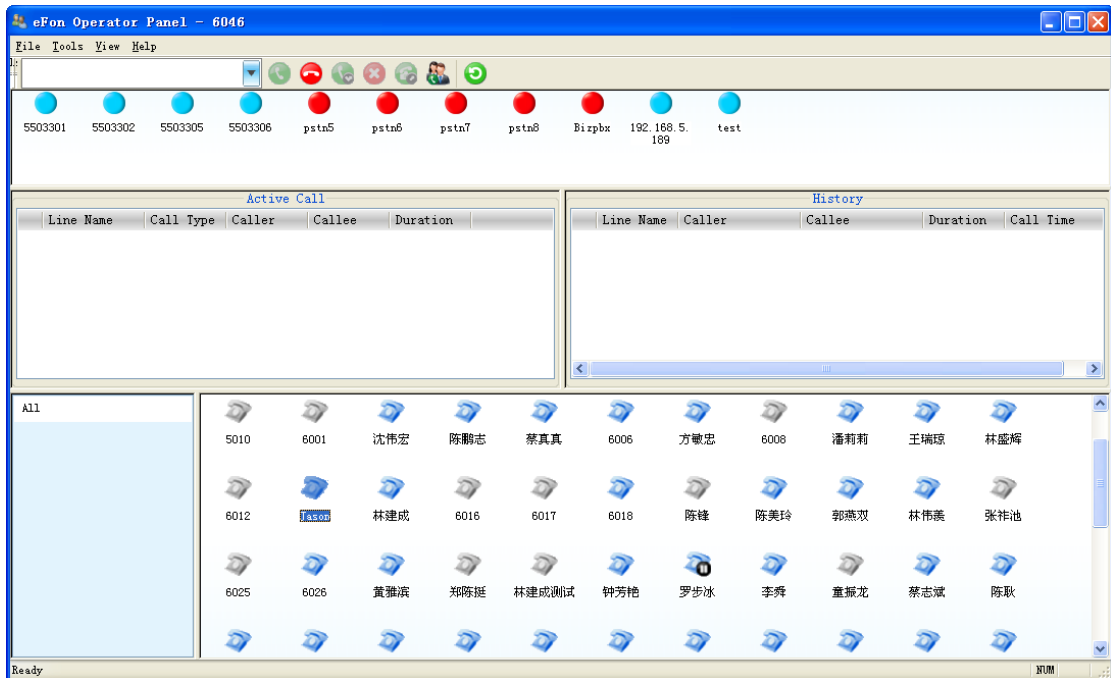 eFon Operator Panel - 6046
File Tools View Help
5503301 5503302 5503305 5503306 pstn5 pstn6 pstn7 pstn8 Bizpbx 192.168.5. test
189
Active Call History
Line Name Call Type Caller Callee Duration Line Name Caller Callee Duration Call Time
All
5010 6001 沈伟宏 陈鹏志 蔡真真 6006 方敏忠 6008 潘莉莉 王瑞琼 林盛辉
6012 Jason 林建成 6016 6017 6018 陈锋 陈美玲 郭燕双 林伟羡 张祚池
6025 6026 黄雅滨 郑陈挺 林建成测试 钟芳艳 罗步冰 李舜 童振龙 蔡志斌 陈耿
Ready NUM